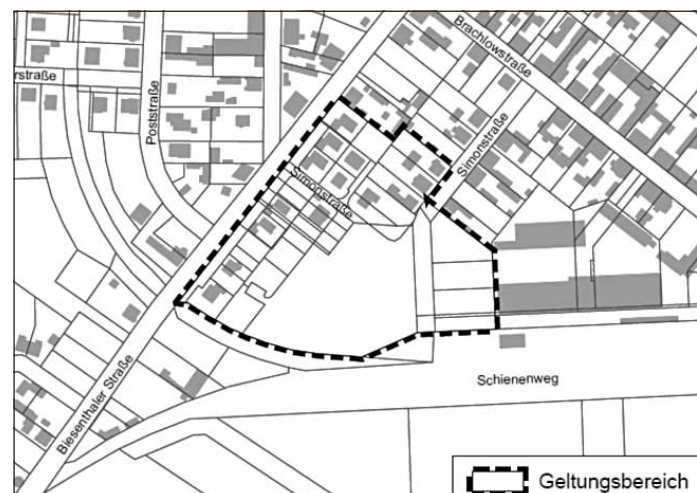 Brachlowstraße
Poststraße
rstraße
Simonstraße
Simonstraße
Biesenthaler Straße
Schienenweg
Geltungsbereich